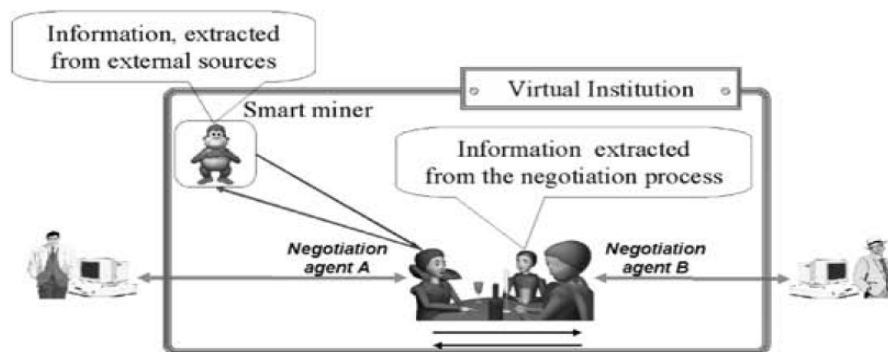 Information, extracted
from external sources
Virtual Institution
Smart miner
Information extracted
from the negotiation process
Negotiation
agent A
Negotiation
agent B